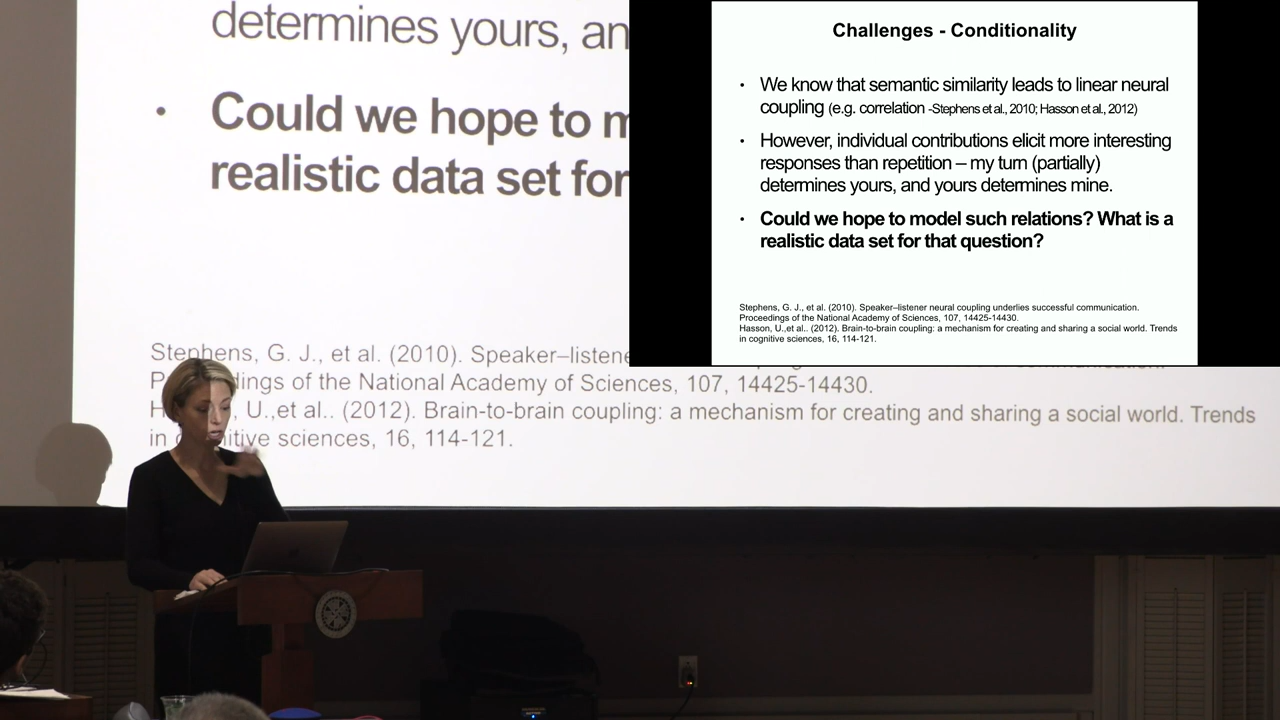 determines yours, an
• Could we hope to m
realistic data set for
Stephens, G. J., et al. (2010). Speaker–listene
ings of the National Academy of Sciences, 107, 14425-14430.
U.,et al.. (2012). Brain-to-brain coupling: a mechanism for creating and sharing a social world. Trends
in cognitive sciences, 16, 114-121.
Challenges - Conditionality
• We know that semantic similarity leads to linear neural
coupling (e.g. correlation -Stephens et al., 2010; Hasson et al., 2012)
• However, individual contributions elicit more interesting
responses than repetition – my turn (partially)
determines yours, and yours determines mine.
• Could we hope to model such relations? What is a
realistic data set for that question?
Stephens, G. J., et al. (2010). Speaker–listener neural coupling underlies successful communication.
Proceedings of the National Academy of Sciences, 107, 14425-14430.
Hasson, U.,et al.. (2012). Brain-to-brain coupling: a mechanism for creating and sharing a social world. Trends
in cognitive sciences, 16, 114-121.